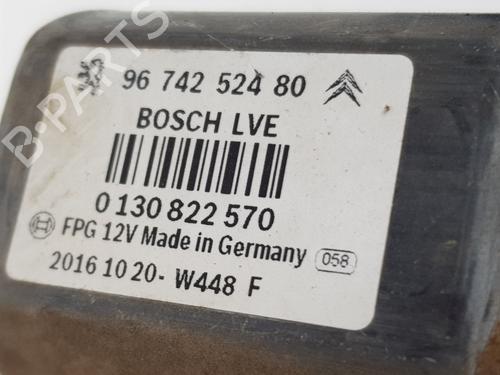 96 742 524 80
BOSCH LVE
0 130 822 570
FPG 12V Made in Germany 058
2016 10 20- W448 F
B-PARTS